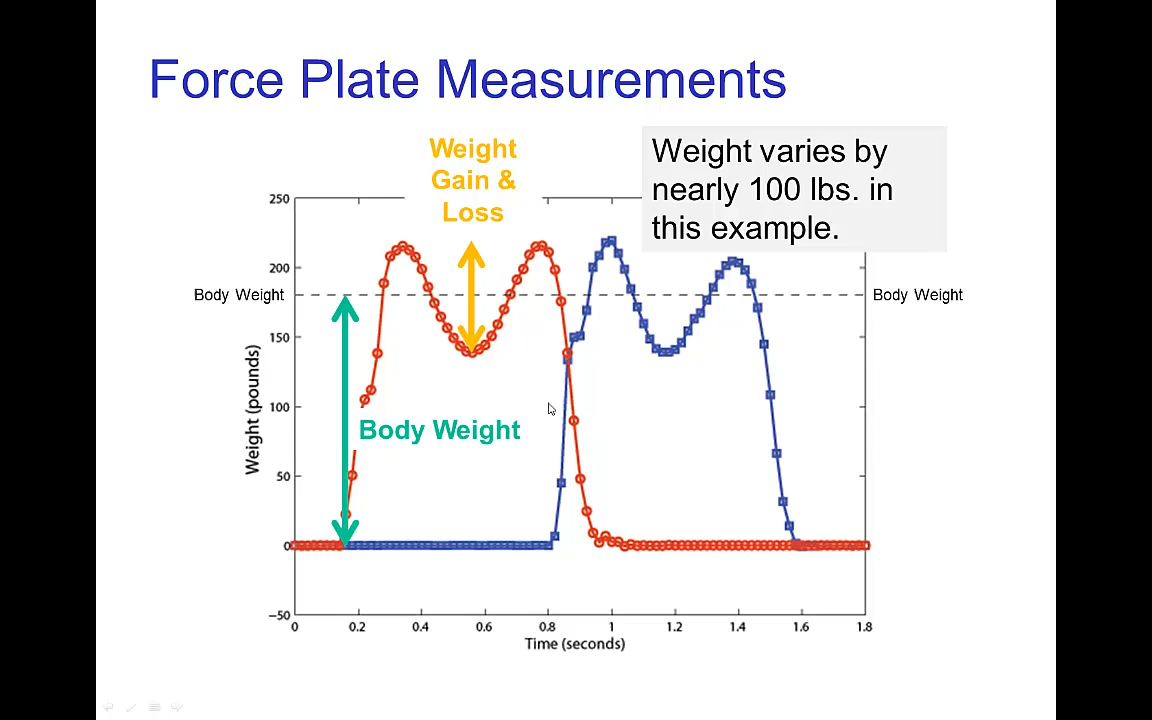 Force Plate Measurements
Weight
Gain &
Loss
Weight varies by
nearly 100 lbs. in
this example.
250
200
Body Weight
Body Weight
150
Weight (pounds)
100
Body Weight
50
0
−50
0
0.2
0.4
0.6
0.8
1
1.2
1.4
1.6
1.8
Time (seconds)